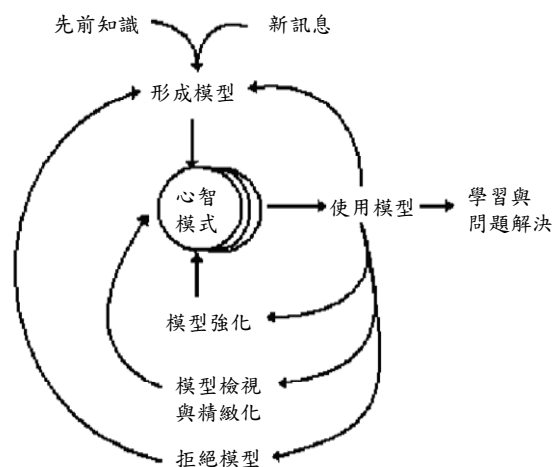 先前知識
新訊息
形成模型
心智
模式
使用模型
學習與
問題解決
模型強化
模型檢視
與精緻化
拒絕模型